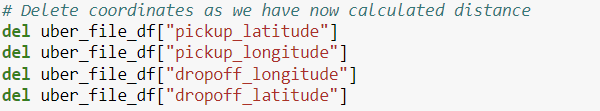 # Delete coordinates as we have now calculated distance
del uber_file_df["pickup_latitude"]
del uber_file_df["pickup_longitude"]
del uber_file_df["dropoff_longitude"]
del uber_file_df["dropoff_latitude"]